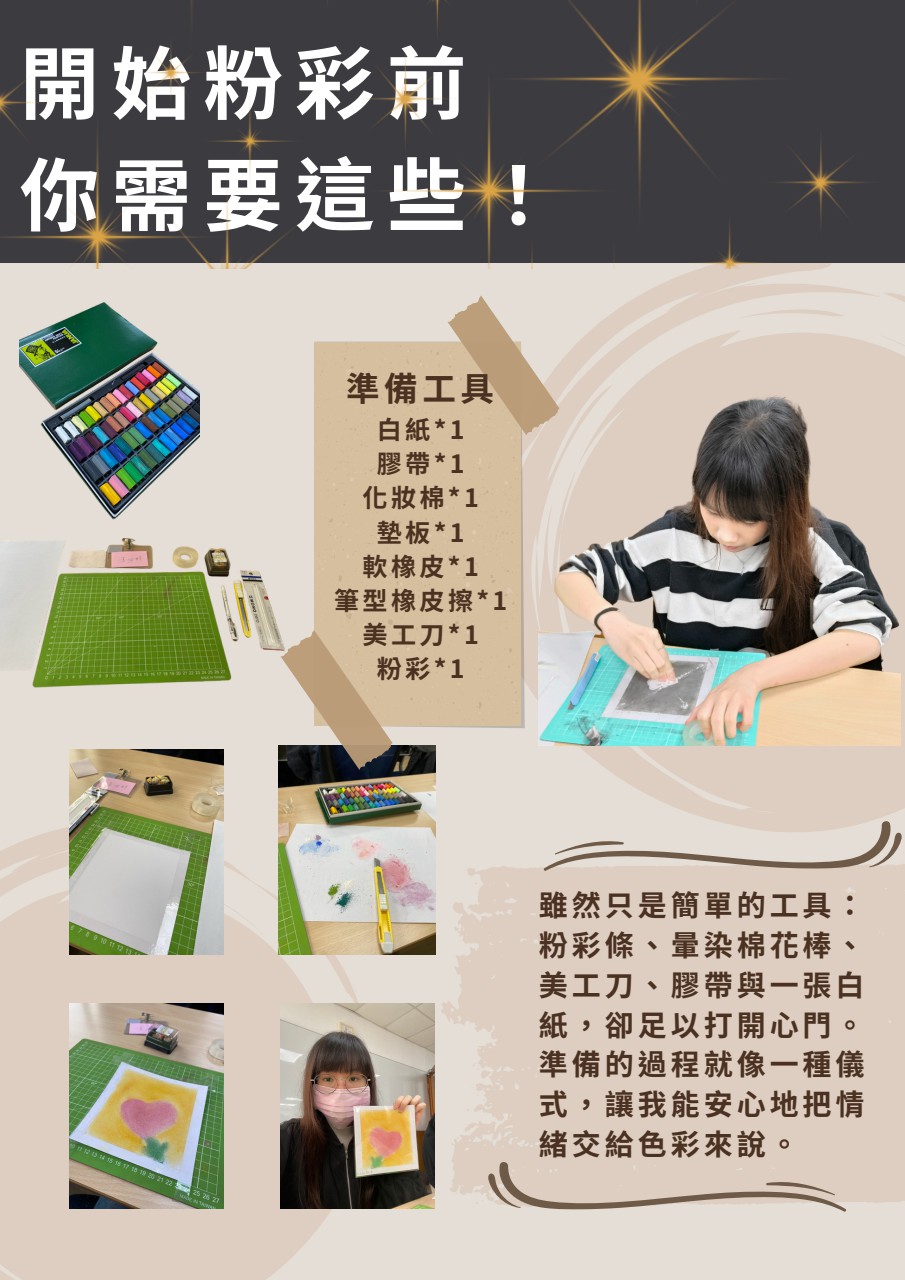 開始粉彩前
你需要這些！
準備工具
白紙*1
膠帶*1
化妝棉*1
墊板*1
軟橡皮*1
筆型橡皮擦*1
美工刀*1
粉彩*1
雖然只是簡單的工具：
粉彩條、暈染棉花棒、
美工刀、膠帶與一張白
紙，卻足以打開心門。
準備的過程就像一種儀
式，讓我能安心地把情
緒交給色彩來說。